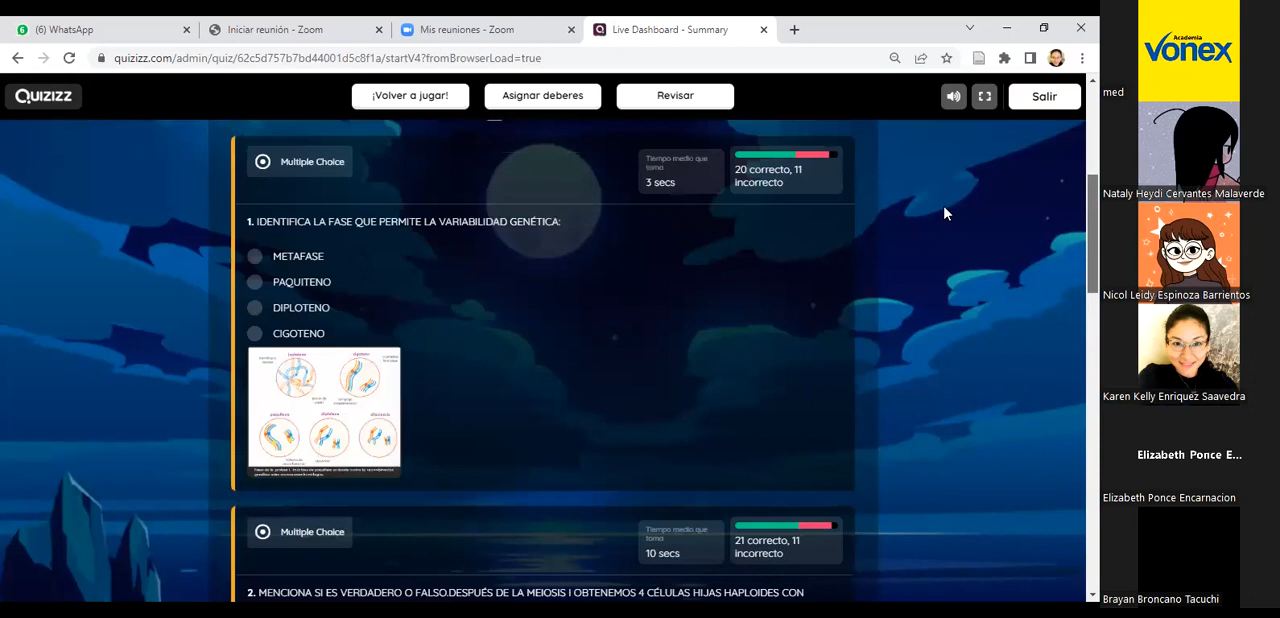 (6) WhatsApp
Iniciar reunión - Zoom
Mis reuniones - Zoom
Live Dashboard - Summary
quizizz.com/admin/quiz/62c5d757b7bd44001d5c8f1a/startV4?fromBrowserLoad=true
QUIZIZZ
¡Volver a jugar!
Asignar deberes
Revisar
Salir
Multiple Choice
Tiempo medio que
toma
3 secs
20 correcto, 11
incorrecto
1. IDENTIFICA LA FASE QUE PERMITE LA VARIABILIDAD GENÉTICA:
METAFASE
PAQUITENO
DIPLOTENO
CIGOTENO
Multiple Choice
Tiempo medio que
toma
10 secs
21 correcto, 11
incorrecto
2. MENCIONA SI ES VERDADERO O FALSO.DESPUÉS DE LA MEIOSIS I OBTENEMOS 4 CÉLULAS HIJAS HAPLOIDES CON
Academia
VONEX
med
Nataly Heydi Cervantes Malaverde
Nicol Leidy Espinoza Barrientos
Karen Kelly Enriquez Saavedra
Elizabeth Ponce E...
Elizabeth Ponce Encarnacion
Brayan Broncano Tacuchi